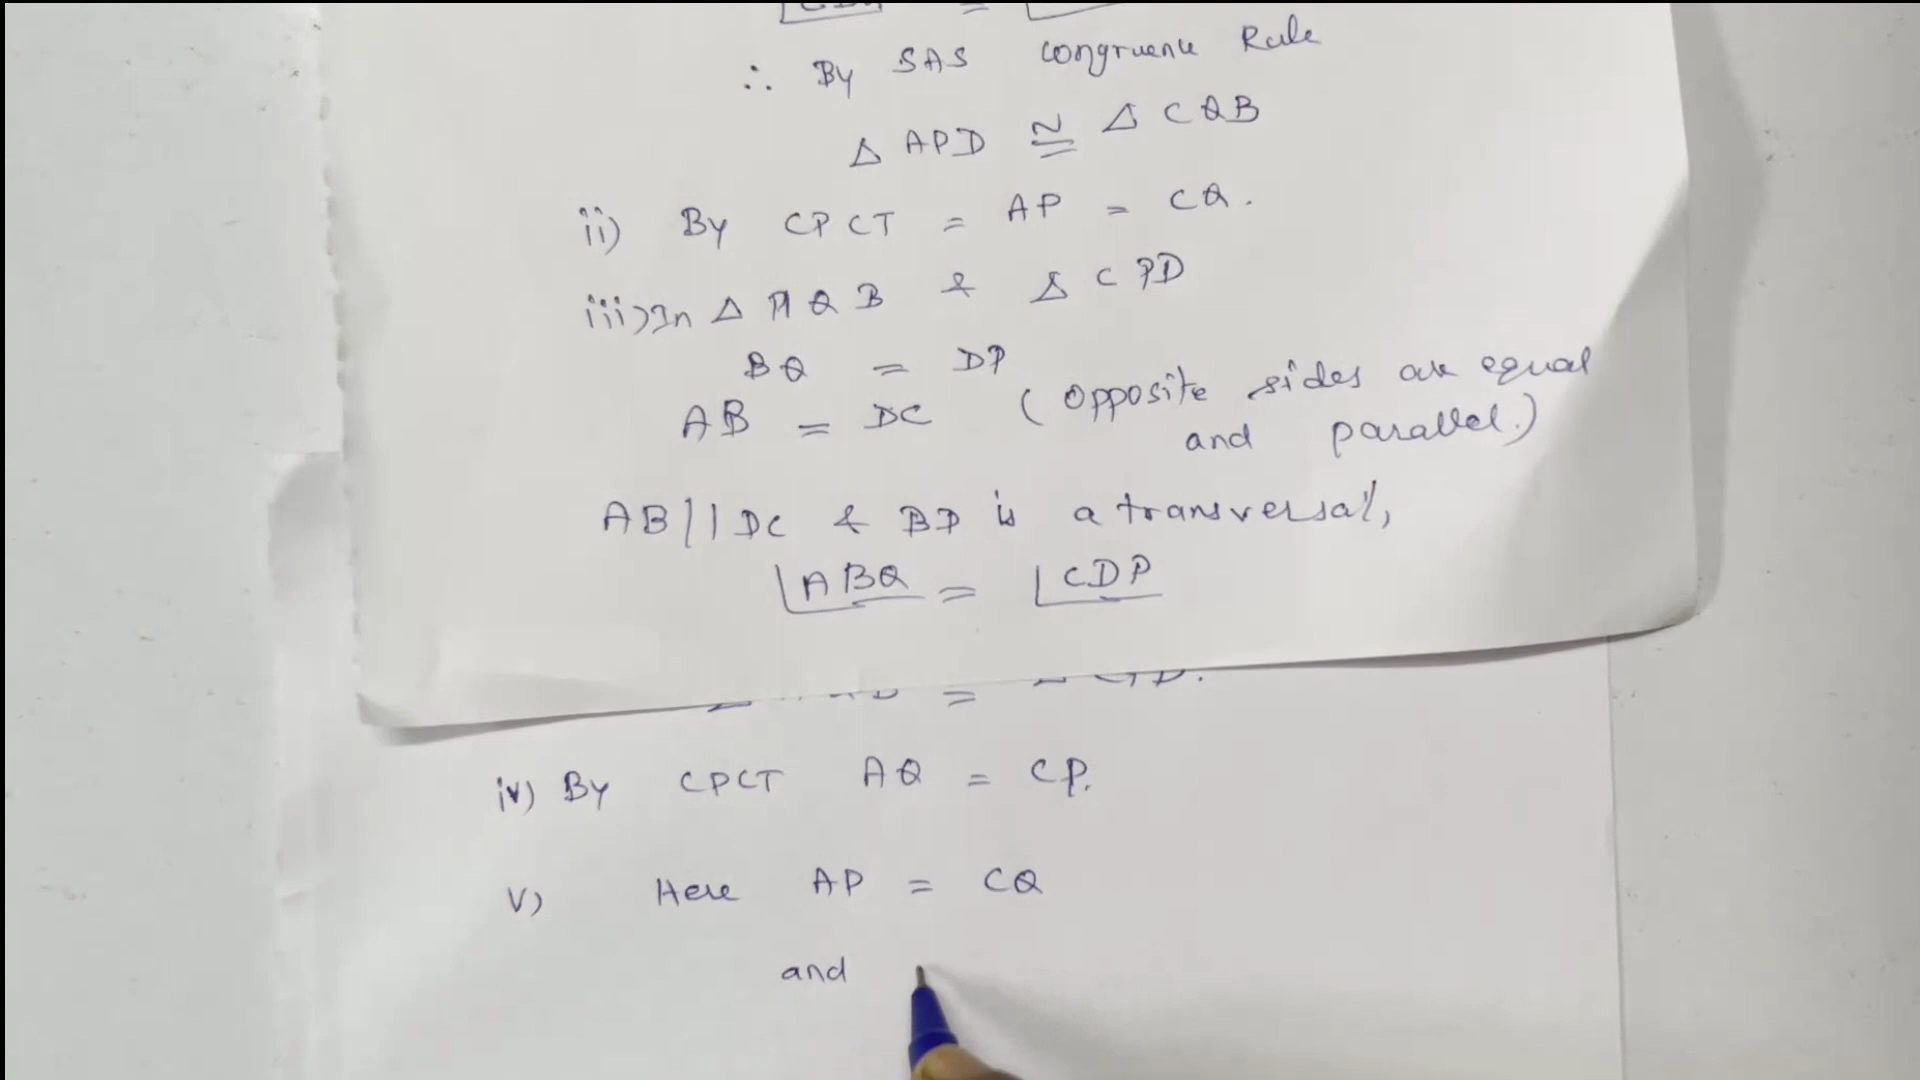 ∴ By SAS congruence Rule
△ APD ≅ △ CQB
ii) By CPCT = AP = CQ.
iii) In △ AQB & △ CPD
BQ = DP
AB = DC (opposite sides are equal
and parallel.)
AB || DC & BD is a transversal,
∠ABQ = ∠CDP
iv) By CPCT AQ = CP.
v) Here AP = CQ
and